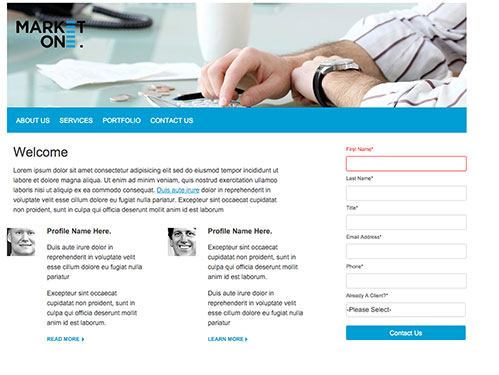 MARKET
ONE.
ABOUT US SERVICES PORTFOLIO CONTACT US
Welcome
Lorem ipsum dolor sit amet consectetur adipisicing elit sed do eiusmod tempor incididunt ut
labore et dolore magna aliqua. Ut enim ad minim veniam, quis nostrud exercitation ullamco
laboris nisi ut aliquip ex ea commodo consequat. Duis aute irure dolor in reprehenderit in
voluptate velit esse cillum dolore eu fugiat nulla pariatur. Excepteur sint occaecat cupidatat
non proident, sunt in culpa qui officia deserunt mollit anim id est laborum
Profile Name Here.
Duis aute irure dolor in
reprehenderit in voluptate velit
esse cillum dolore eu fugiat nulla
pariatur
Excepteur sint occaecat
cupidatat non proident, sunt in
culpa qui officia deserunt mollit
anim id est laborum.
READ MORE
Profile Name Here.
Excepteur sint occaecat
cupidatat non proident, sunt in
culpa qui officia deserunt mollit
anim id est laborum.
Duis aute irure dolor in
reprehenderit in voluptate velit
esse cillum dolore eu fugiat nulla
pariatur
LEARN MORE
First Name*
Last Name*
Title*
Email Address*
Phone*
Already A Client?*
-Please Select-
Contact Us